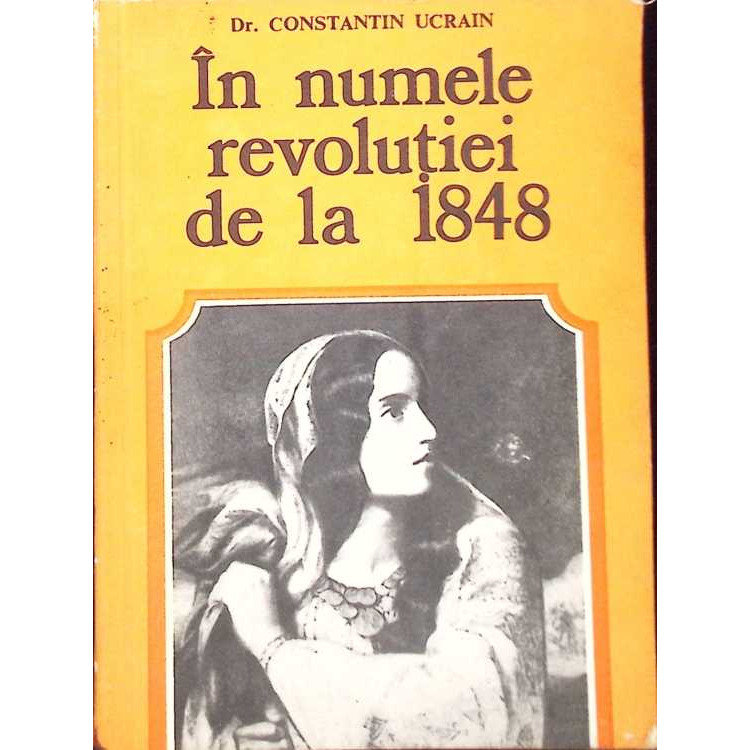 Dr. CONSTANTIN UCRAIN
În numele
revoluției
de la 1848